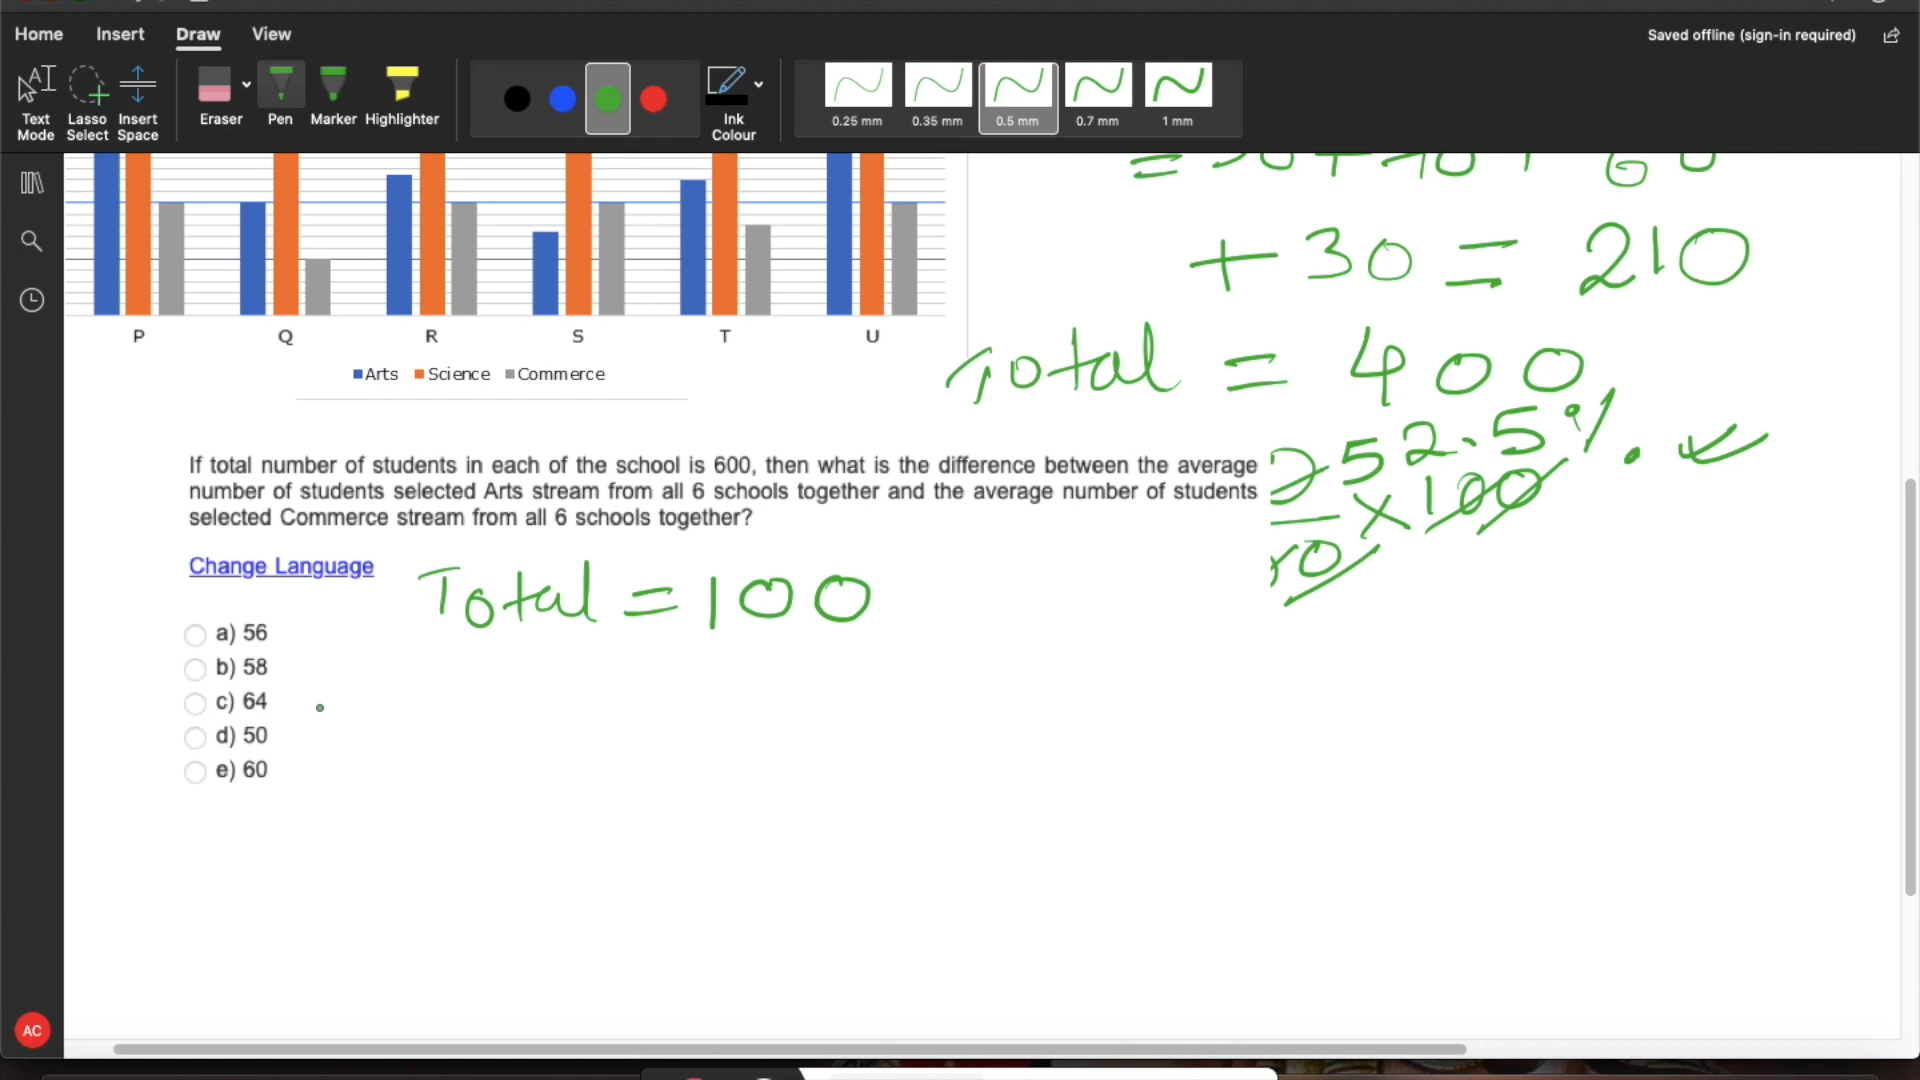 Home Insert Draw View Saved offline (sign-in required)
Text Mode Lasso Select Insert Space Eraser Pen Marker Highlighter Ink Colour 0.25 mm 0.35 mm 0.5 mm 0.7 mm 1 mm
+ 30 = 210
P Q R S T U
Total = 400
Arts Science Commerce
52.5%.
× 100
If total number of students in each of the school is 600, then what is the difference between the average
number of students selected Arts stream from all 6 schools together and the average number of students
selected Commerce stream from all 6 schools together?
Change Language
Total = 100
a) 56
b) 58
c) 64
d) 50
e) 60
AC